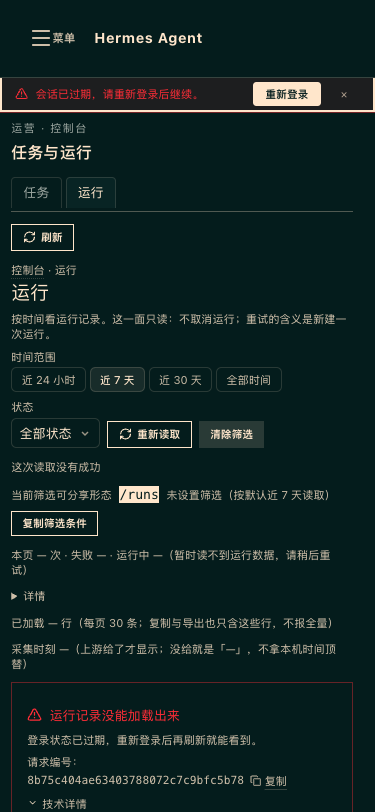 菜单 Hermes Agent
会话已过期，请重新登录后继续。 重新登录 ×
运营 · 控制台
任务与运行
任务 运行
刷新
控制台 · 运行
运行
按时间看运行记录。这一面只读：不取消运行；重试的含义是新建一
次运行。
时间范围
近 24 小时 近 7 天 近 30 天 全部时间
状态
全部状态 重新读取 清除筛选
这次读取没有成功
当前筛选可分享形态 /runs 未设置筛选（按默认近 7 天读取）
复制筛选条件
本页 — 次 · 失败 — · 运行中 —（暂时读不到运行数据，请稍后重
试）
▶ 详情
已加载 — 行（每页 30 条；复制与导出也只含这些行，不报全量）
采集时刻 —（上游给了才显示；没给就是「—」，不拿本机时间顶
替）
运行记录没能加载出来
登录状态已过期，重新登录后再刷新就能看到。
请求编号：
8b75c404ae63403788072c7c9bfc5b78 复制
技术详情